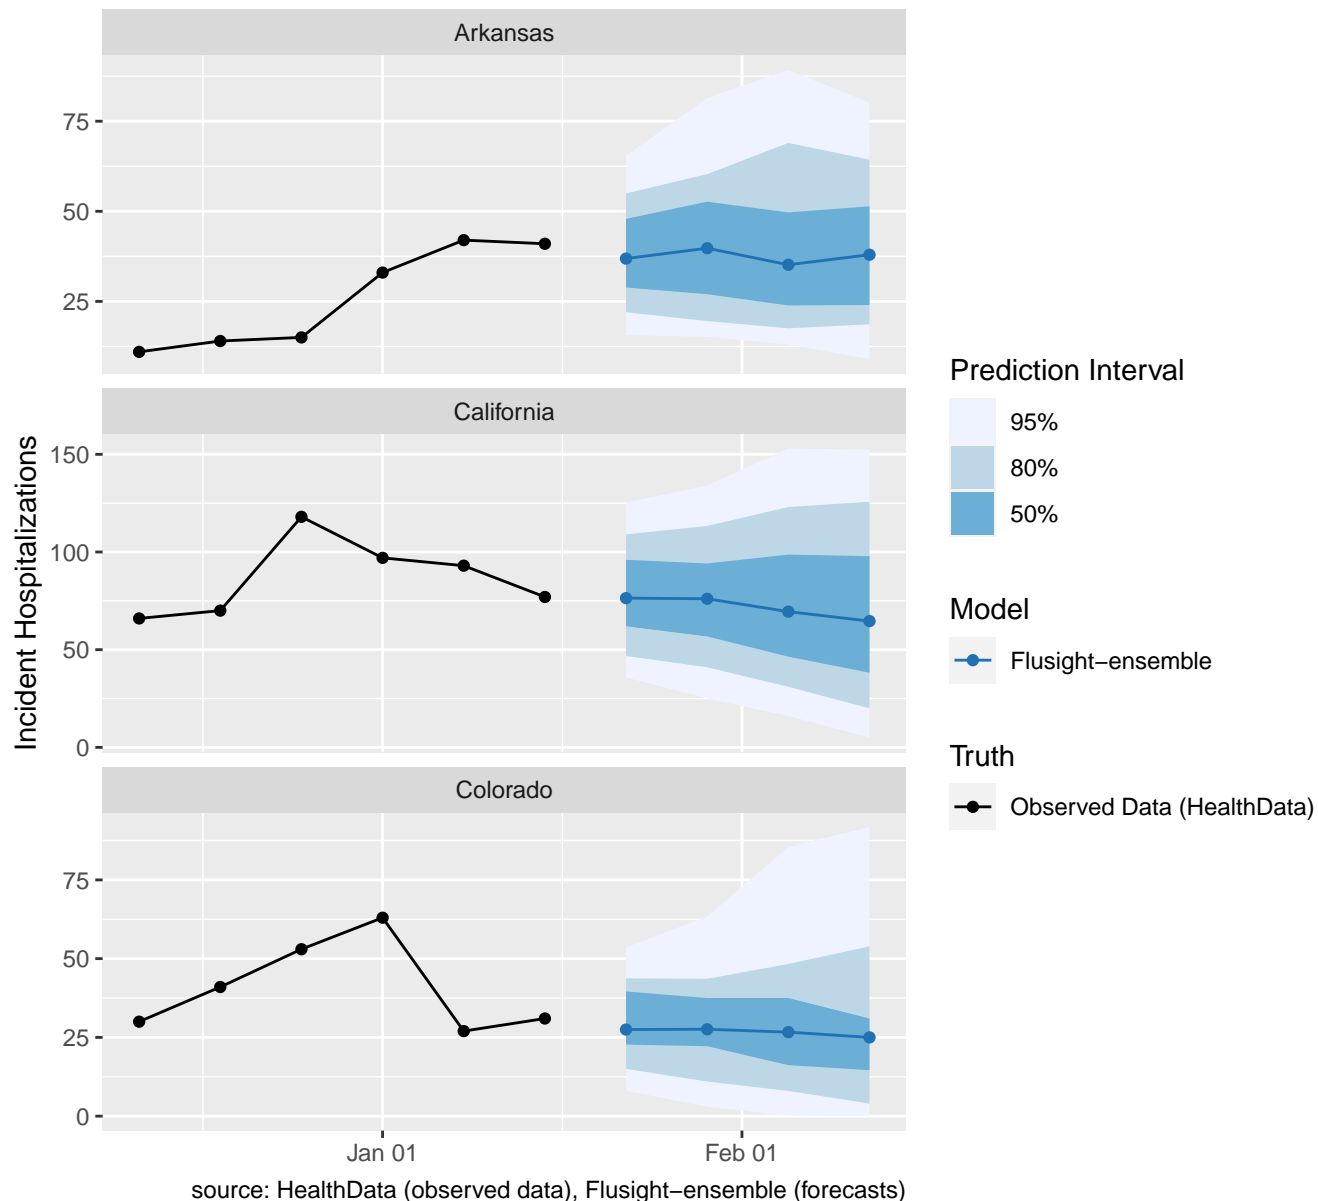 Arkansas
75
50
25
California
150
100
50
0
Colorado
75
50
25
0
Jan 01
Feb 01
Incident Hospitalizations
source: HealthData (observed data), Flusight−ensemble (forecasts)
Prediction Interval
95%
80%
50%
Model
Flusight−ensemble
Truth
Observed Data (HealthData)